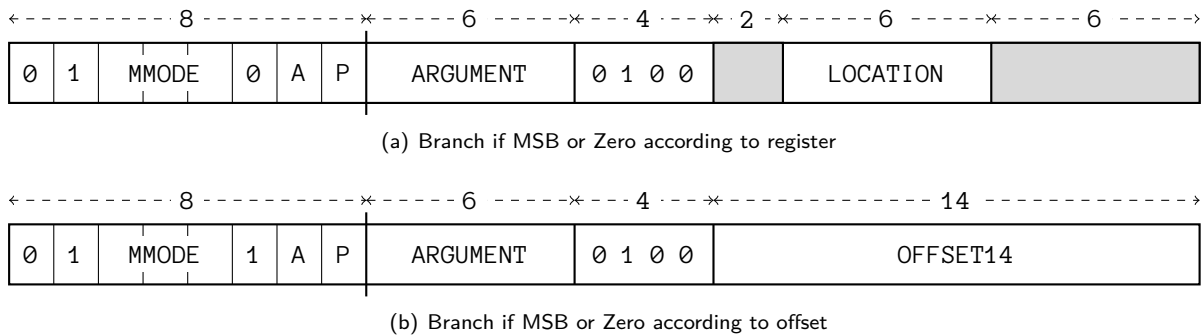 8 6 4 2 6 6
0 1 MMODE 0 A P ARGUMENT 0 1 0 0 LOCATION
(a) Branch if MSB or Zero according to register
8 6 4 14
0 1 MMODE 1 A P ARGUMENT 0 1 0 0 OFFSET14
(b) Branch if MSB or Zero according to offset